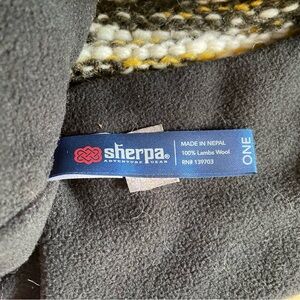 sherpa®
ADVENTURE GEAR
MADE IN NEPAL
100% Lambs Wool
RN# 139703
ONE